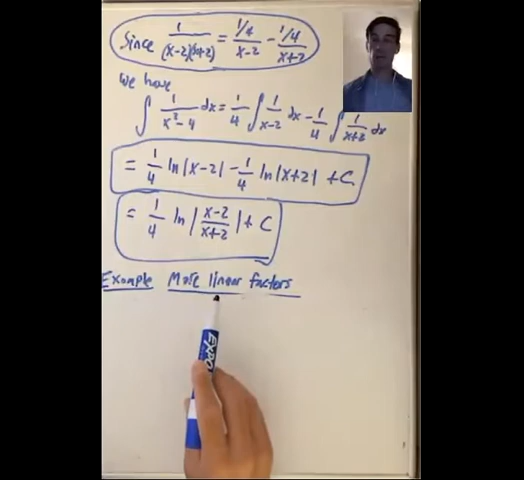 Since 1/(x-2)(x+2) = 1/4/x-2 - 1/4/x+2
We have
∫ 1/x²-4 dx = 1/4 ∫ 1/x-2 dx - 1/4 ∫ 1/x+2 dx
= 1/4 ln|x-2| - 1/4 ln|x+2| + C
= 1/4 ln|x-2/x+2| + C
Example More linear factors
EXPO